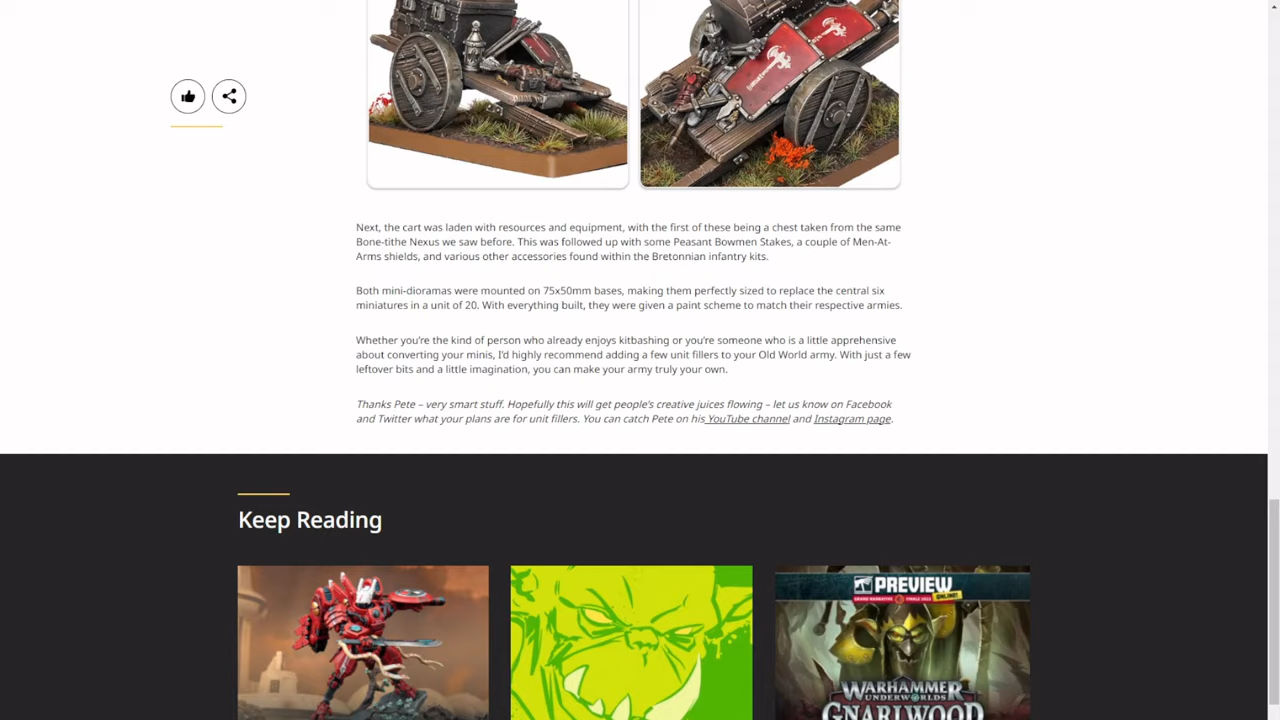 Next, the cart was laden with resources and equipment, with the first of these being a chest taken from the same
Bone-tithe Nexus we saw before. This was followed up with some Peasant Bowmen Stakes, a couple of Men-At-
Arms shields, and various other accessories found within the Bretonnian infantry kits.
Both mini-dioramas were mounted on 75x50mm bases, making them perfectly sized to replace the central six
miniatures in a unit of 20. With everything built, they were given a paint scheme to match their respective armies.
Whether you're the kind of person who already enjoys kitbashing or you're someone who is a little apprehensive
about converting your minis, I'd highly recommend adding a few unit fillers to your Old World army. With just a few
leftover bits and a little imagination, you can make your army truly your own.
Thanks Pete – very smart stuff. Hopefully this will get people's creative juices flowing – let us know on Facebook
and Twitter what your plans are for unit fillers. You can catch Pete on his YouTube channel and Instagram page.
Keep Reading
PREVIEW
ONLINE!
WARHAMMER
UNDERWORLDS
GNARLWOOD